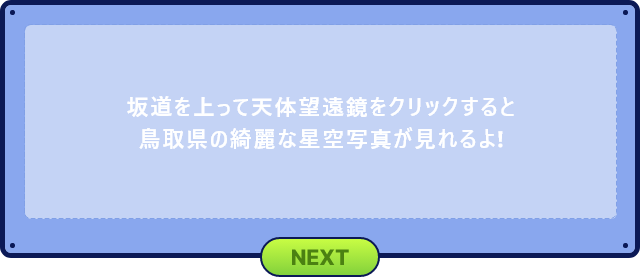 坂道を上って天体望遠鏡をクリックすると
鳥取県の綺麗な星空写真が見れるよ!
NEXT